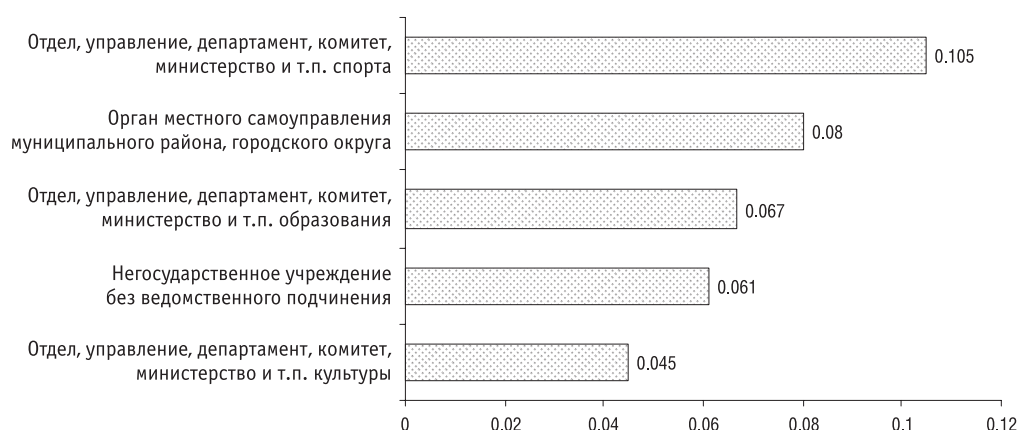 Отдел, управление, департамент, комитет,
министерство и т.п. спорта
0.105
Орган местного самоуправления
муниципального района, городского округа
0.08
Отдел, управление, департамент, комитет,
министерство и т.п. образования
0.067
Негосударственное учреждение
без ведомственного подчинения
0.061
Отдел, управление, департамент, комитет,
министерство и т.п. культуры
0.045
0 0.02 0.04 0.06 0.08 0.1 0.12